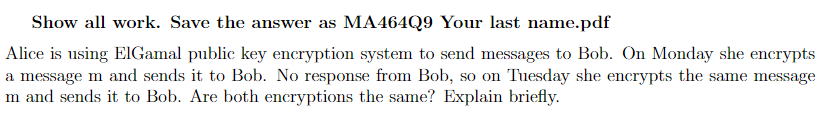 Show all work. Save the answer as MA464Q9 Your last name.pdf
Alice is using ElGamal public key encryption system to send messages to Bob. On Monday she encrypts
a message m and sends it to Bob. No response from Bob, so on Tuesday she encrypts the same message
m and sends it to Bob. Are both encryptions the same? Explain briefly.